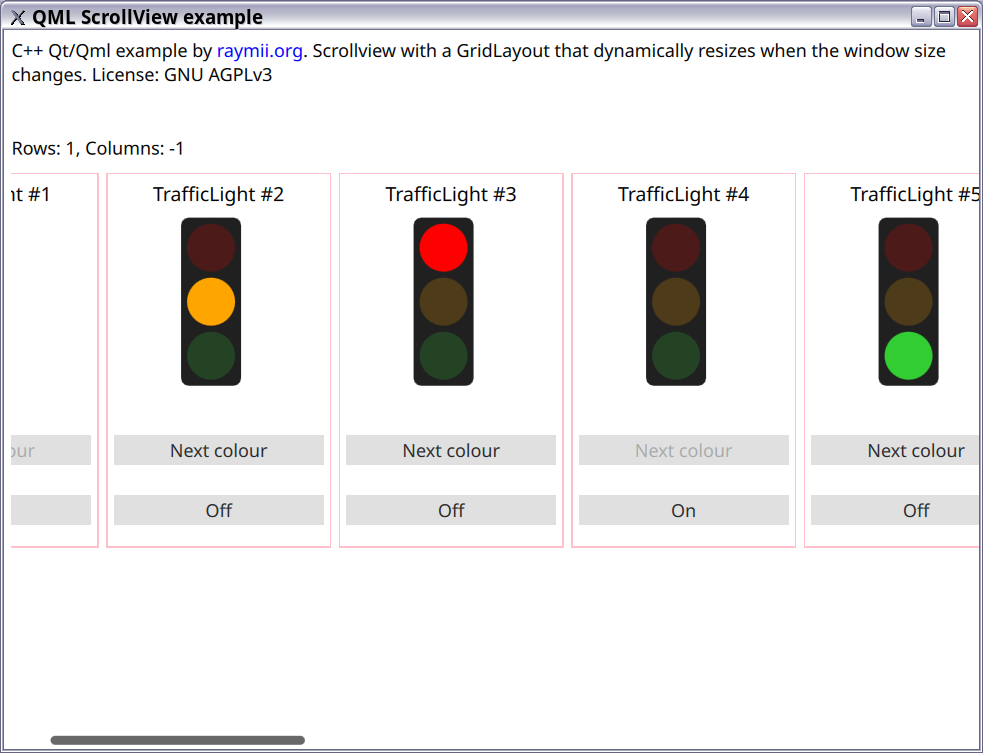 QML ScrollView example
C++ Qt/Qml example by raymii.org. Scrollview with a GridLayout that dynamically resizes when the window size
changes. License: GNU AGPLv3
Rows: 1, Columns: -1
#1 TrafficLight #2 TrafficLight #3 TrafficLight #4 TrafficLight #5
Next colour Next colour Next colour Next colour
Off Off On Off